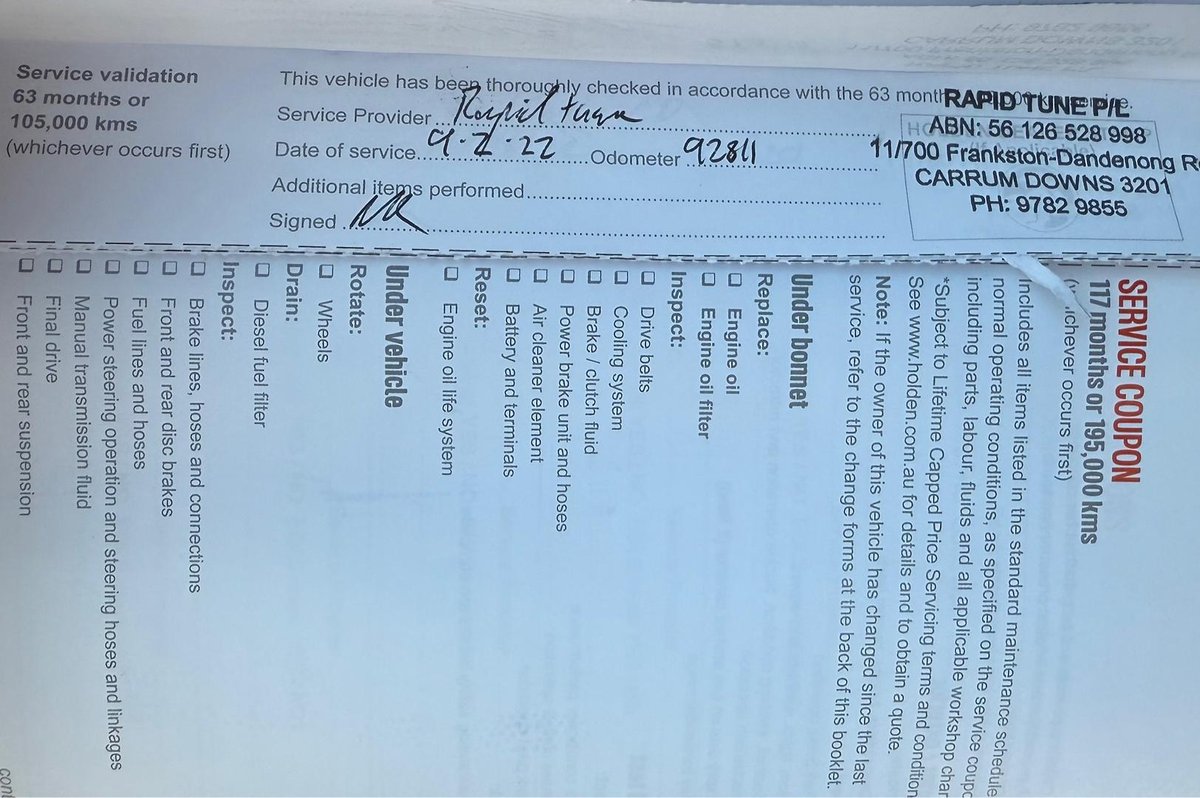 Service validation
63 months or
105,000 kms
(whichever occurs first)
This vehicle has been thoroughly checked in accordance with the 63 month
Service Provider Rapid Tune
Date of service 9.2.22 Odometer 92811
Additional items performed
Signed
RAPID TUNE P/L
ABN: 56 126 528 998
11/700 Frankston-Dandenong R
CARRUM DOWNS 3201
PH: 9782 9855
SERVICE COUPON
117 months or 195,000 kms
ichever occurs first)
Includes all items listed in the standard maintenance schedule
normal operating conditions, as specified on the service coupo
including parts, labour, fluids and all applicable workshop char
*Subject to Lifetime Capped Price Servicing terms and condition
See www.holden.com.au for details and to obtain a quote.
Note: If the owner of this vehicle has changed since the last
service, refer to the change forms at the back of this booklet.
Under bonnet
Replace:
Engine oil
Engine oil filter
Inspect:
Drive belts
Cooling system
Brake / clutch fluid
Power brake unit and hoses
Air cleaner element
Battery and terminals
Reset:
Engine oil life system
Under vehicle
Rotate:
Wheels
Drain:
Diesel fuel filter
Inspect:
Brake lines, hoses and connections
Front and rear disc brakes
Fuel lines and hoses
Power steering operation and steering hoses and linkages
Manual transmission fluid
Final drive
Front and rear suspension
cont